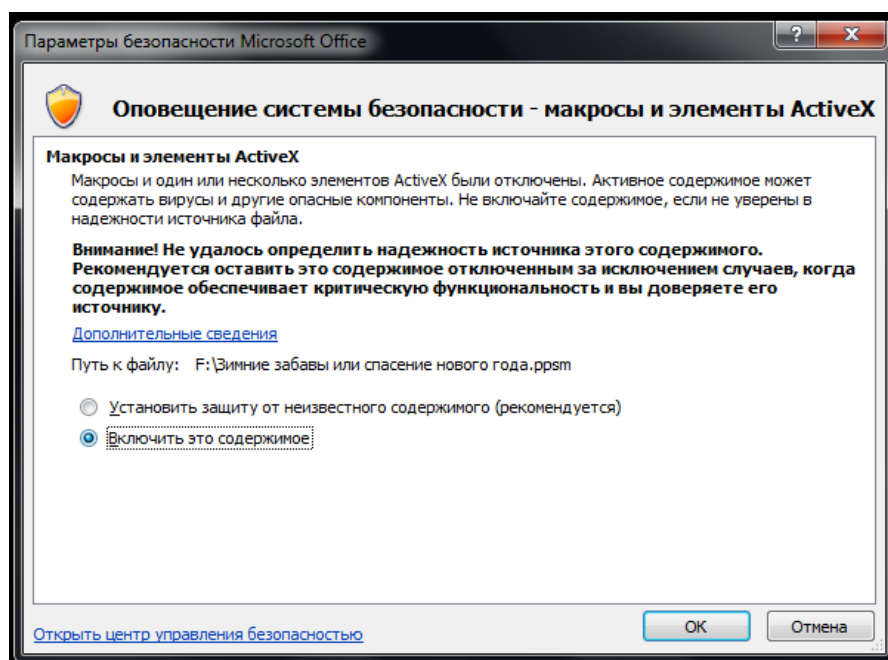 Параметры безопасности Microsoft Office
Оповещение системы безопасности - макросы и элементы ActiveX
Макросы и элементы ActiveX
Макросы и один или несколько элементов ActiveX были отключены. Активное содержимое может
содержать вирусы и другие опасные компоненты. Не включайте содержимое, если не уверены в
надежности источника файла.
Внимание! Не удалось определить надежность источника этого содержимого.
Рекомендуется оставить это содержимое отключенным за исключением случаев, когда
содержимое обеспечивает критическую функциональность и вы доверяете его
источнику.
Дополнительные сведения
Путь к файлу: F:\Зимние забавы или спасение нового года.ppsm
Установить защиту от неизвестного содержимого (рекомендуется)
Включить это содержимое
Открыть центр управления безопасностью
ОК
Отмена